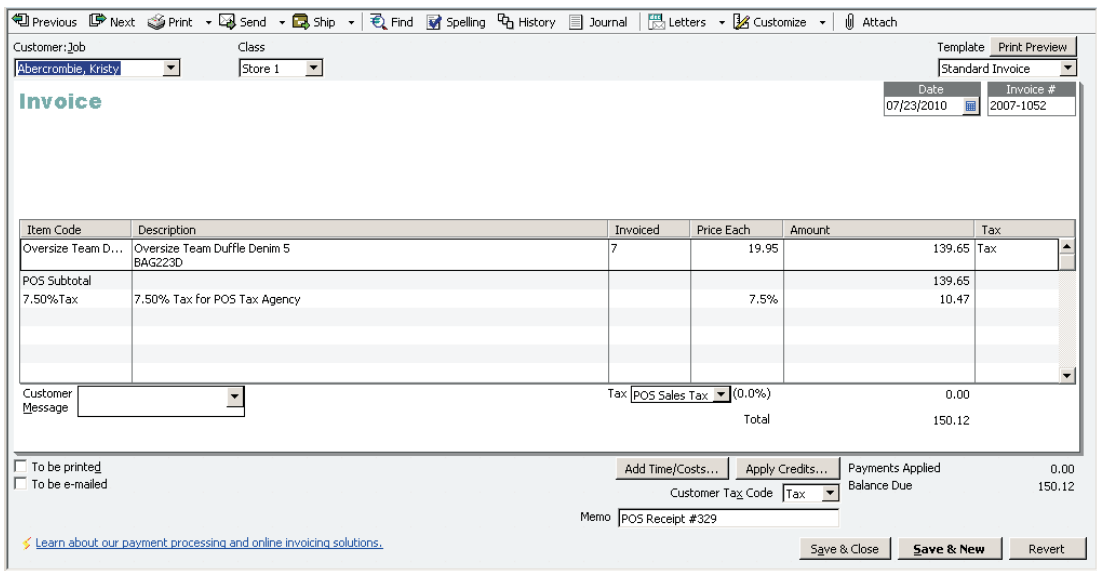 Previous Next Print Send Ship Find Spelling History Journal Letters Customize Attach
Customer:Job Class Template Print Preview
Abercrombie, Kristy Store 1 Standard Invoice
Invoice
Date Invoice #
07/23/2010 2007-1052
Item Code Description Invoiced Price Each Amount Tax
Oversize Team D... Oversize Team Duffle Denim 5 7 19.95 139.65 Tax
BAG223D
POS Subtotal 139.65
7.50%Tax 7.50% Tax for POS Tax Agency 7.5% 10.47
Customer Tax POS Sales Tax (0.0%) 0.00
Message
Total 150.12
To be printed Add Time/Costs... Apply Credits... Payments Applied 0.00
To be e-mailed Customer Tax Code Tax Balance Due 150.12
Memo POS Receipt #329
Learn about our payment processing and online invoicing solutions. Save & Close Save & New Revert